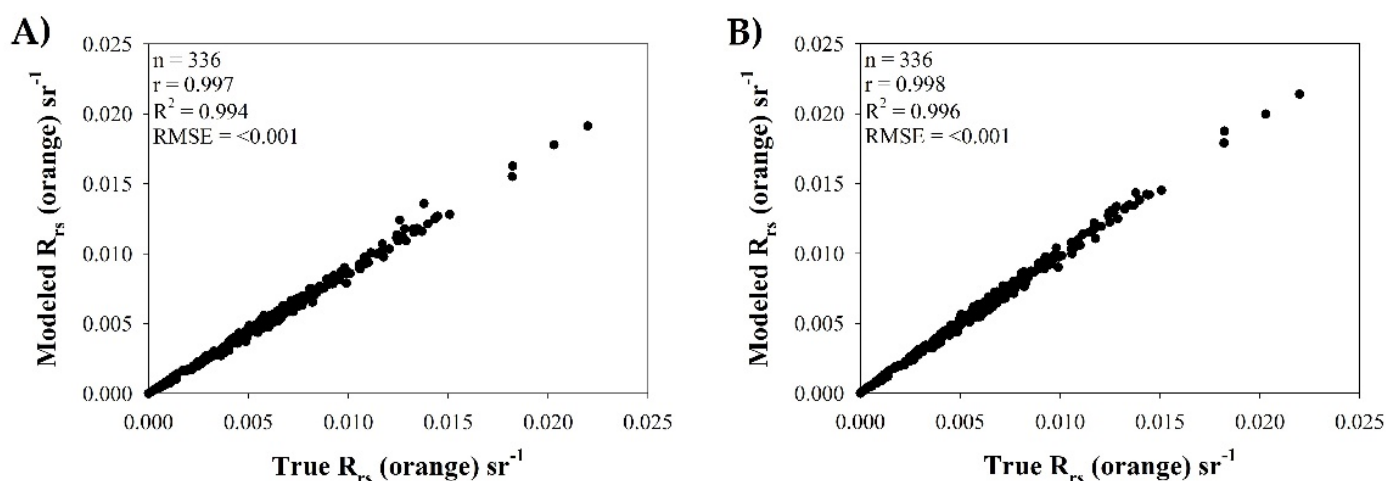 A)
n = 336
r = 0.997
R² = 0.994
RMSE = <0.001
0.025
0.020
0.015
0.010
0.005
0.000
Modeled Rrs (orange) sr⁻¹
0.000 0.005 0.010 0.015 0.020 0.025
True Rrs (orange) sr⁻¹
B)
n = 336
r = 0.998
R² = 0.996
RMSE = <0.001
0.025
0.020
0.015
0.010
0.005
0.000
Modeled Rrs (orange) sr⁻¹
0.000 0.005 0.010 0.015 0.020 0.025
True Rrs (orange) sr⁻¹